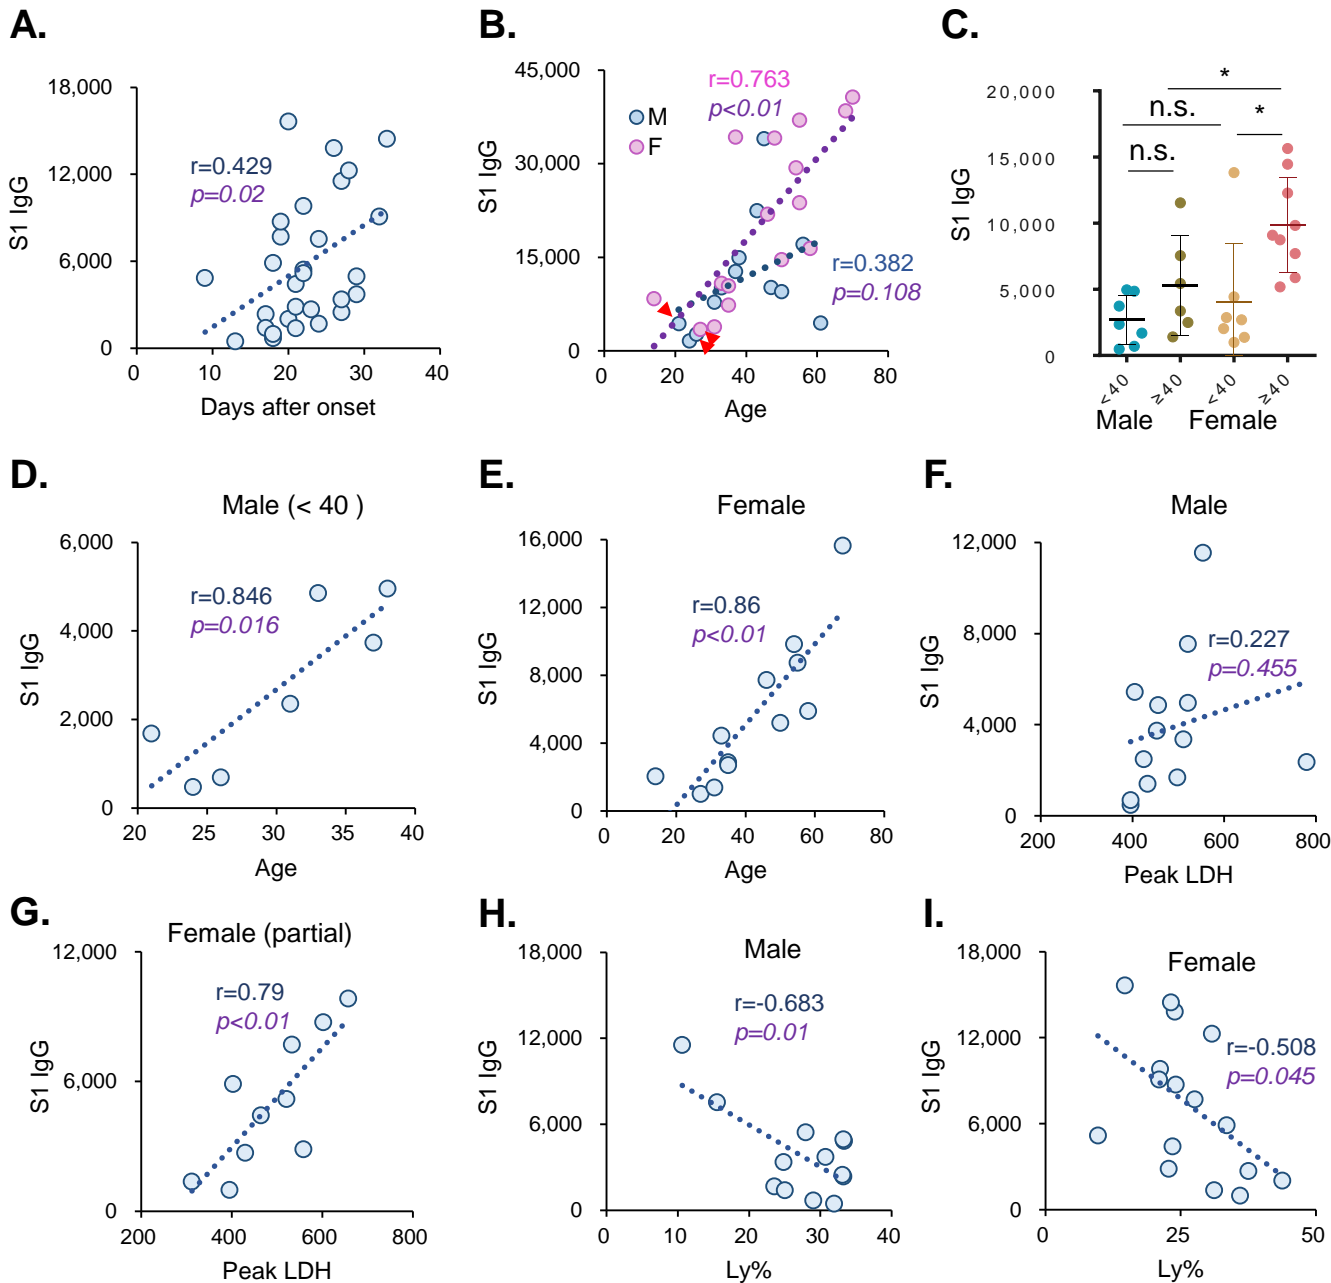 A.
18,000
12,000
6,000
0
0
10
20
30
40
S1 IgG
Days after onset
r=0.429
p=0.02
B.
45,000
30,000
15,000
0
0
20
40
60
80
S1 IgG
Age
M
F
r=0.763
p<0.01
r=0.382
p=0.108
C.
20,000
15,000
10,000
5,000
0
S1 IgG
*
n.s.
*
n.s.
<40
≥40
<40
≥40
Male
Female
D.
Male (< 40 )
6,000
4,000
2,000
0
20
25
30
35
40
S1 IgG
Age
r=0.846
p=0.016
E.
Female
16,000
12,000
8,000
4,000
0
0
20
40
60
80
S1 IgG
Age
r=0.86
p<0.01
F.
Male
12,000
8,000
4,000
0
200
400
600
800
S1 IgG
Peak LDH
r=0.227
p=0.455
G.
Female (partial)
12,000
6,000
0
200
400
600
800
S1 IgG
Peak LDH
r=0.79
p<0.01
H.
Male
18,000
12,000
6,000
0
0
10
20
30
40
S1 IgG
Ly%
r=-0.683
p=0.01
I.
Female
18,000
12,000
6,000
0
0
25
50
S1 IgG
Ly%
r=-0.508
p=0.045